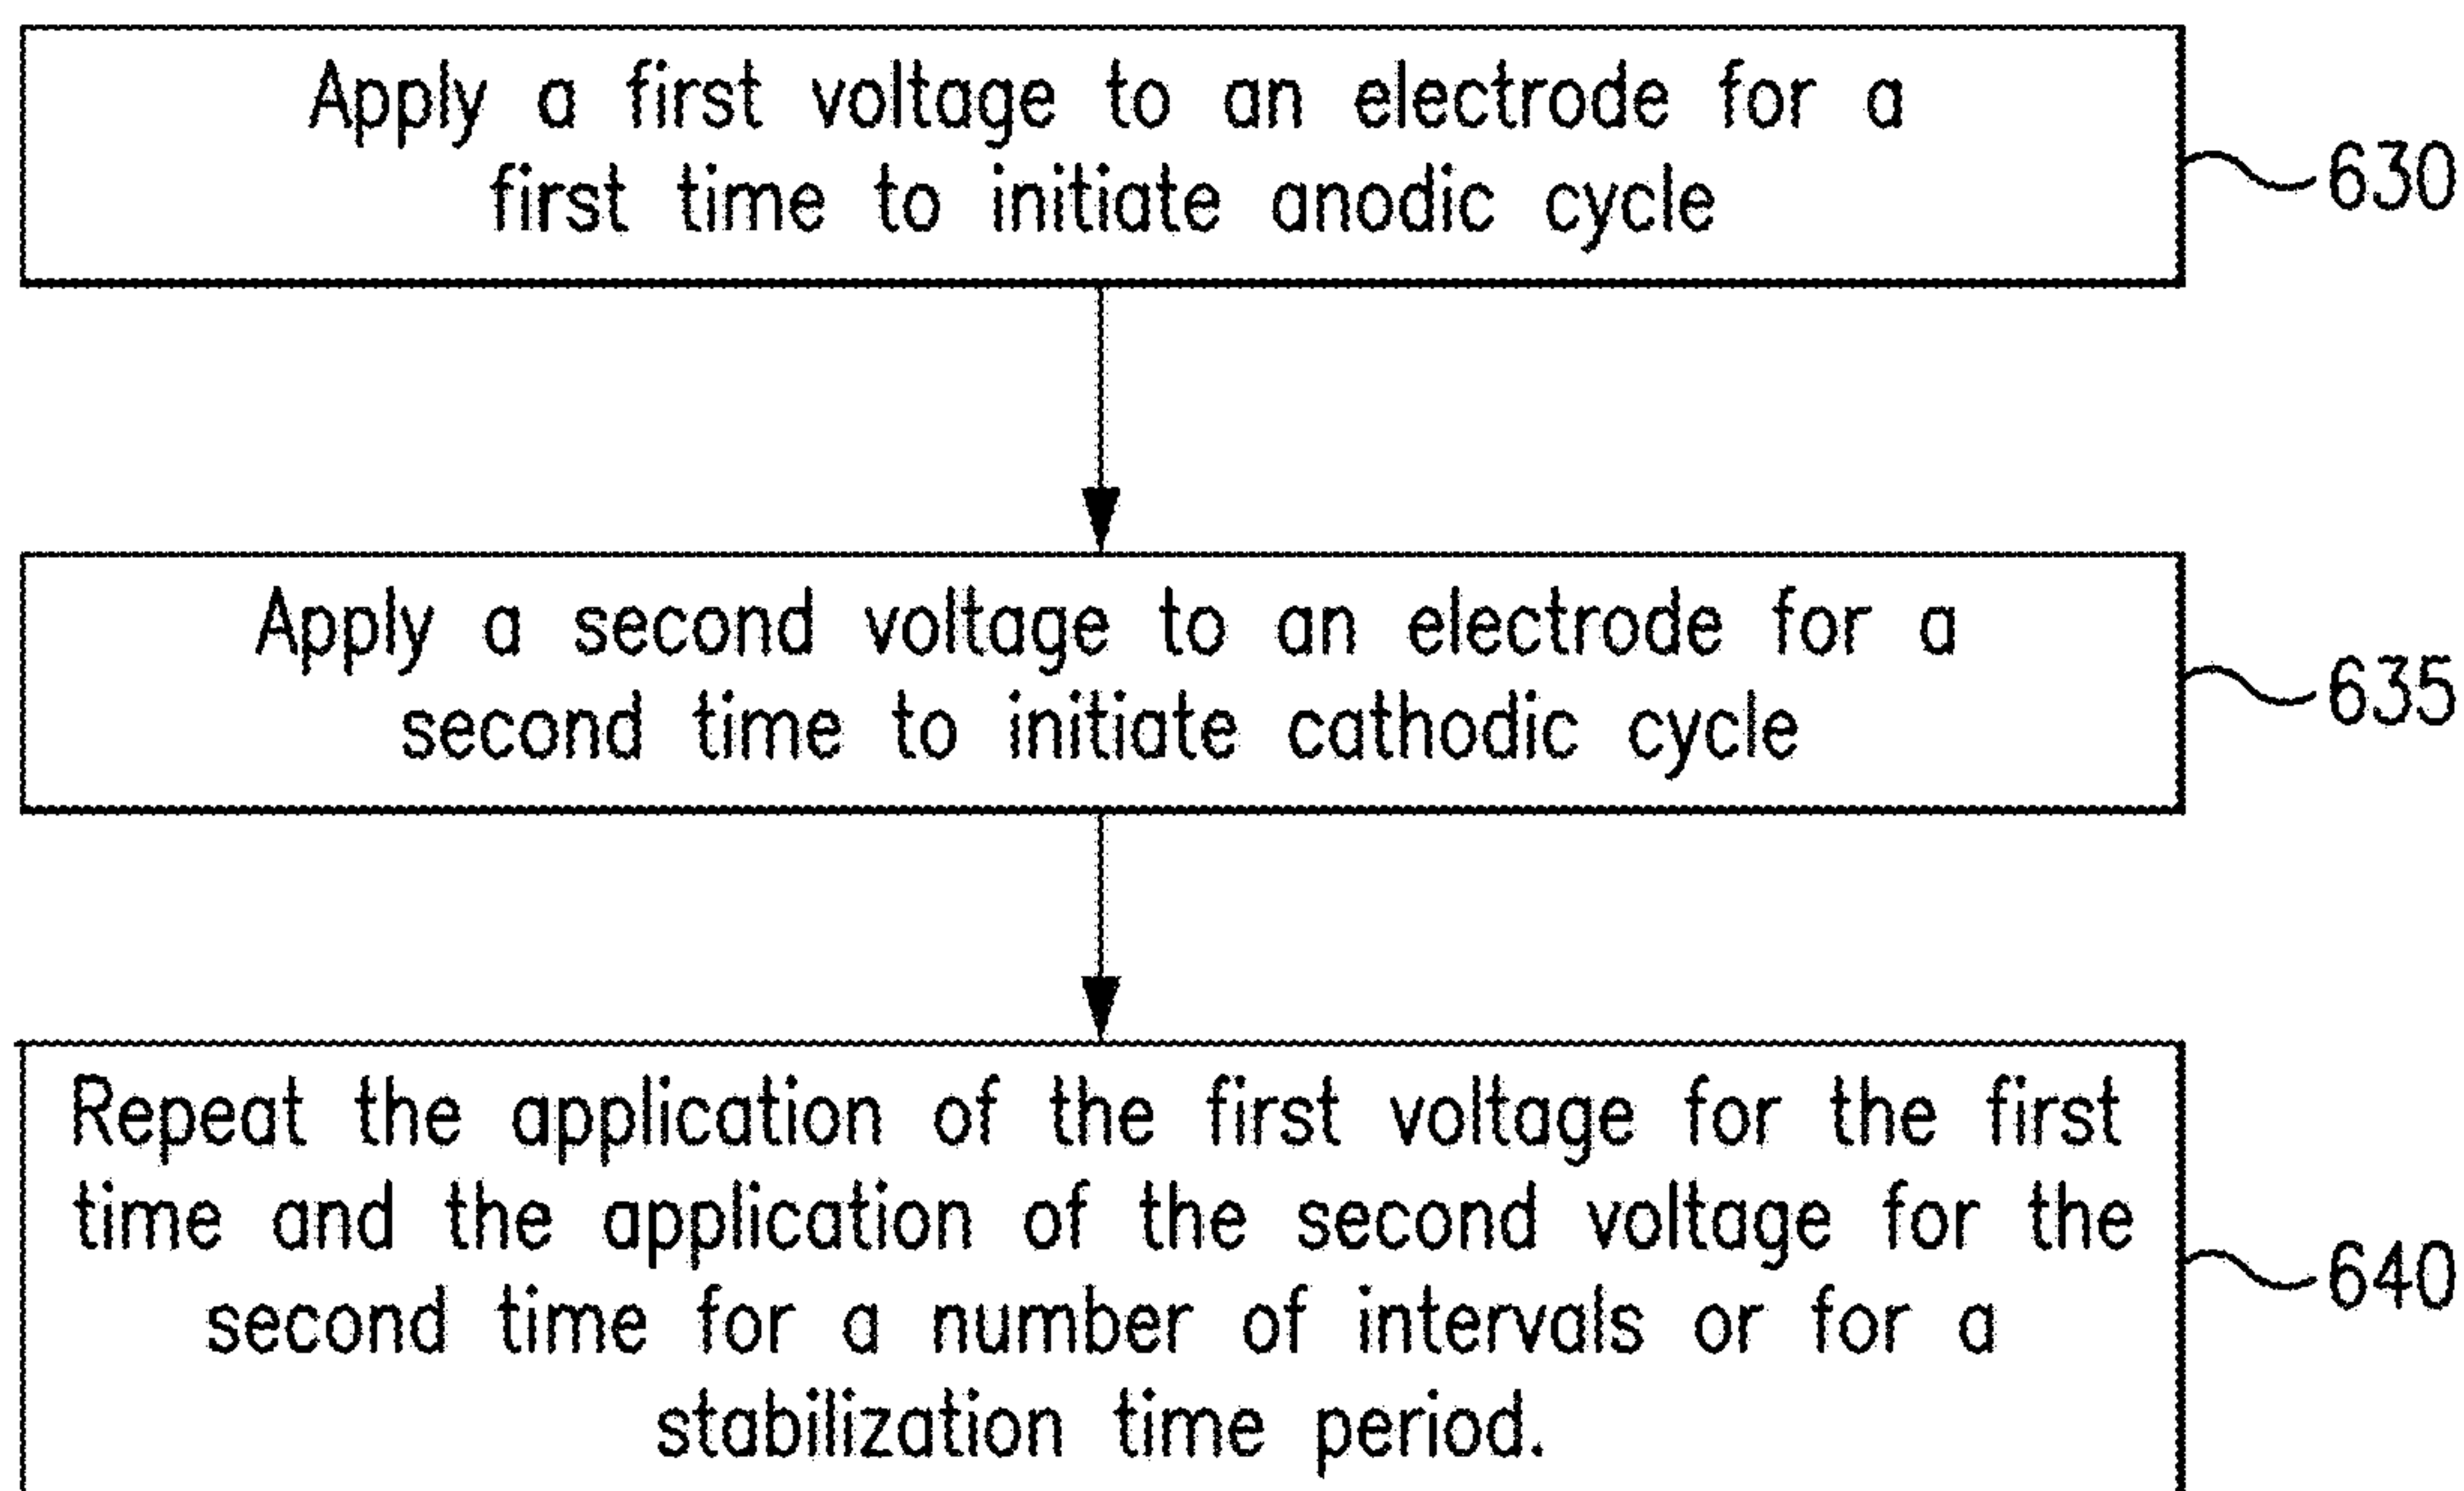 Apply a first voltage to an electrode for a
first time to initiate anodic cycle
630
Apply a second voltage to an electrode for a
second time to initiate cathodic cycle
635
Repeat the application of the first voltage for the first
time and the application of the second voltage for the
second time for a number of intervals or for a
stabilization time period.
640